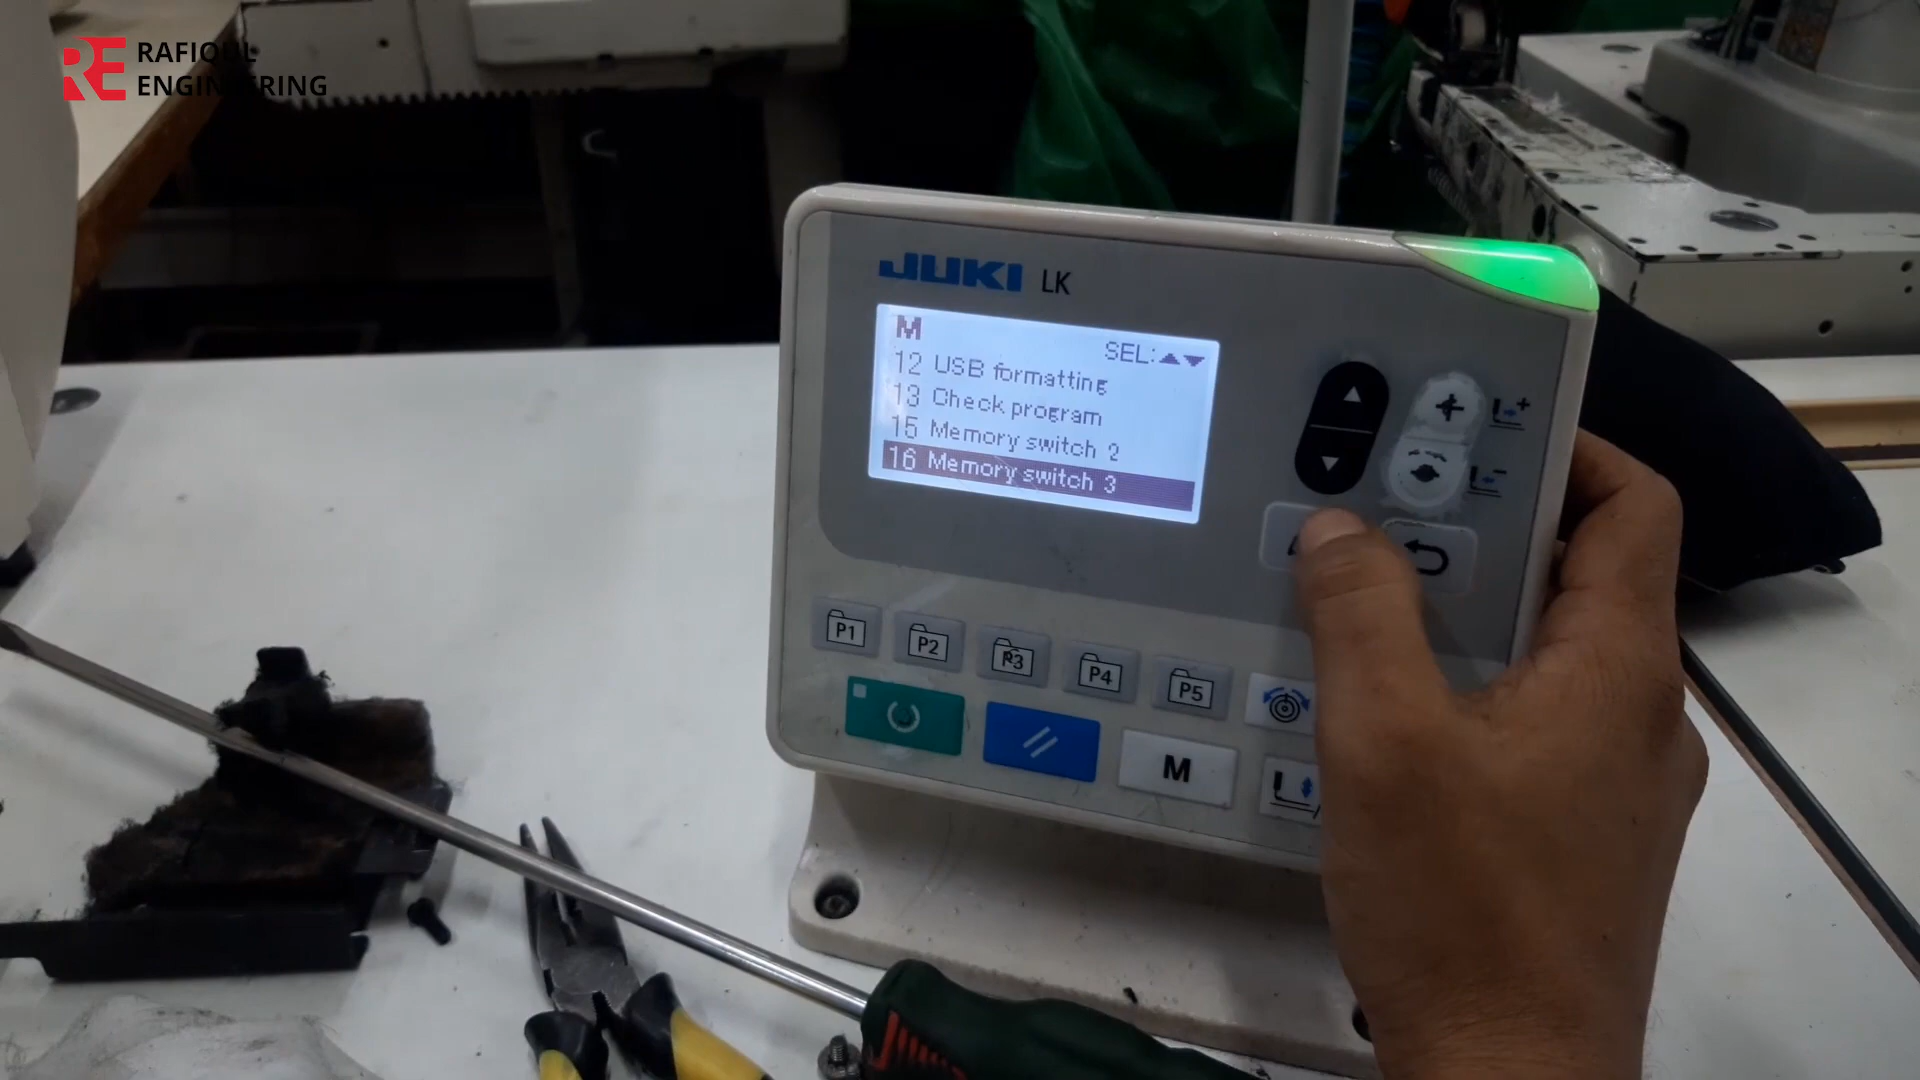 RAFIQUL
ENGINEERING
JUKI LK
M
SEL:▲▼
12 USB formatting
13 Check program
15 Memory switch 2
16 Memory switch 3
P1
P2
P3
P4
P5
M